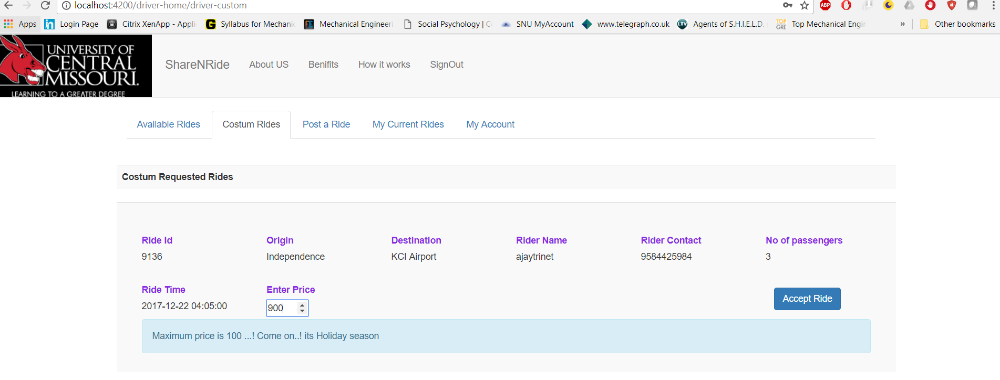 localhost:4200/driver-home/driver-custom
ABP
Apps Login Page Citrix XenApp - Appli Syllabus for Mechanic Mechanical Engineeri Social Psychology | C SNU MyAccount www.telegraph.co.uk LTV Agents of S.H.I.E.L.D. TOP GRE Top Mechanical Engir » Other bookmarks
UNIVERSITY OF
CENTRAL
MISSOURI.
LEARNING TO A GREATER DEGREE
ShareNRide About US Benifits How it works SignOut
Available Rides Costum Rides Post a Ride My Current Rides My Account
Costum Requested Rides
Ride Id Origin Destination Rider Name Rider Contact No of passengers
9136 Independence KCI Airport ajaytrinet 9584425984 3
Ride Time Enter Price
2017-12-22 04:05:00 900 Accept Ride
Maximum price is 100 ...! Come on..! its Holiday season